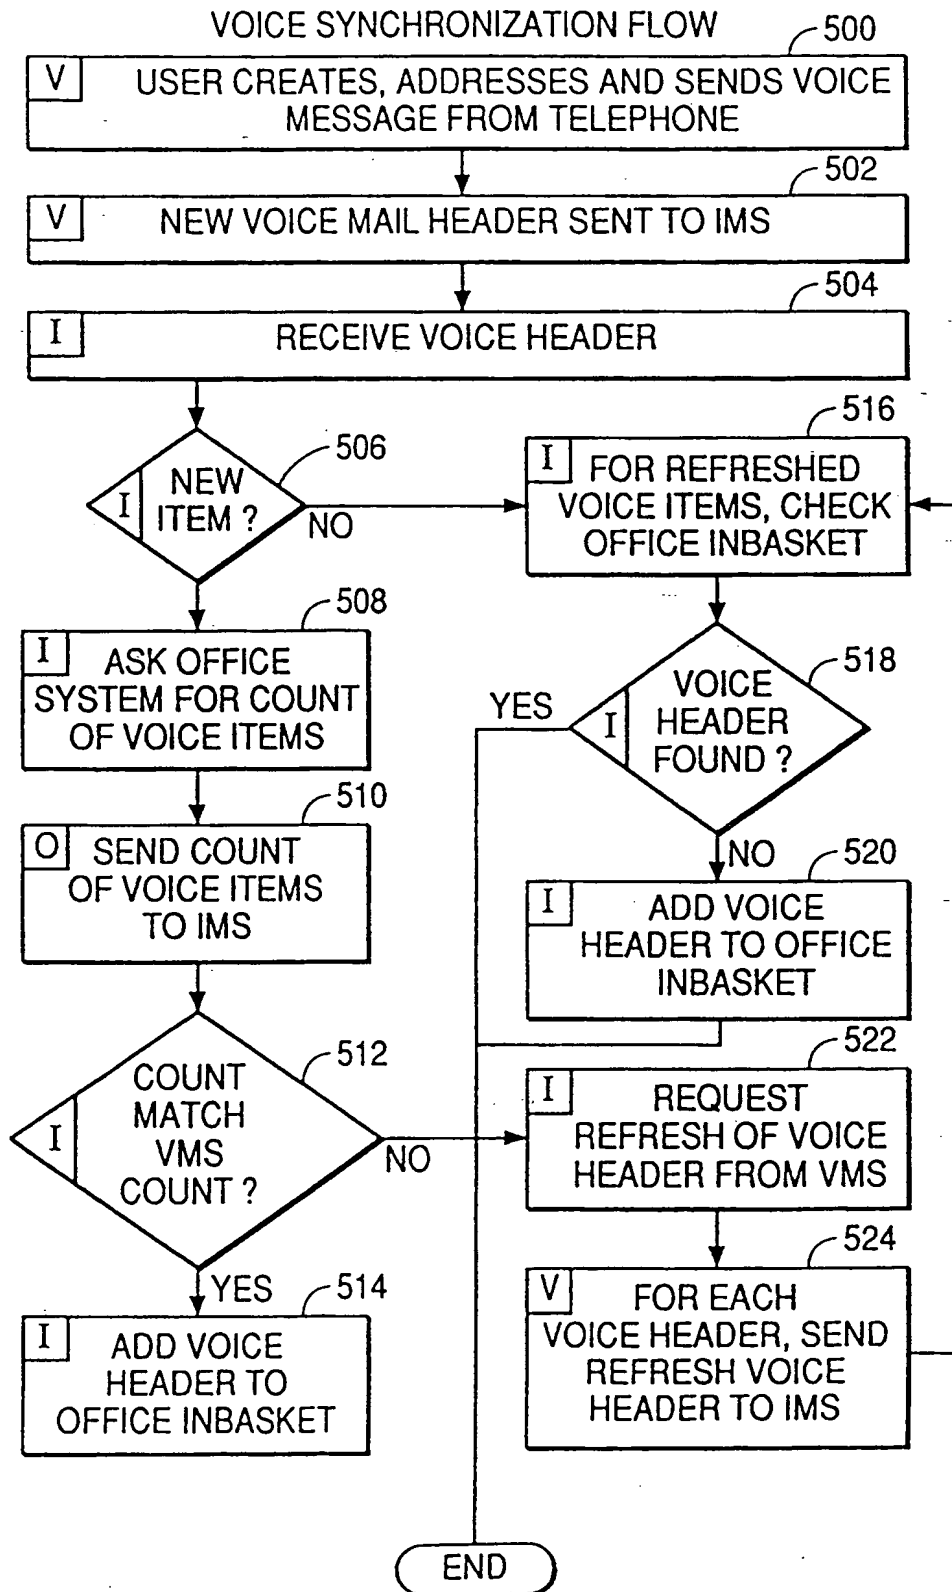 VOICE SYNCHRONIZATION FLOW
500
V
USER CREATES, ADDRESSES AND SENDS VOICE
MESSAGE FROM TELEPHONE
502
V
NEW VOICE MAIL HEADER SENT TO IMS
504
I
RECEIVE VOICE HEADER
506
I
NEW
ITEM ?
NO
508
I
ASK OFFICE
SYSTEM FOR COUNT
OF VOICE ITEMS
510
O
SEND COUNT
OF VOICE ITEMS
TO IMS
512
I
COUNT
MATCH
VMS
COUNT ?
NO
YES
514
I
ADD VOICE
HEADER TO
OFFICE INBASKET
516
I
FOR REFRESHED
VOICE ITEMS, CHECK
OFFICE INBASKET
518
I
VOICE
HEADER
FOUND ?
YES
NO
520
I
ADD VOICE
HEADER TO OFFICE
INBASKET
522
I
REQUEST
REFRESH OF VOICE
HEADER FROM VMS
524
V
FOR EACH
VOICE HEADER, SEND
REFRESH VOICE
HEADER TO IMS
END